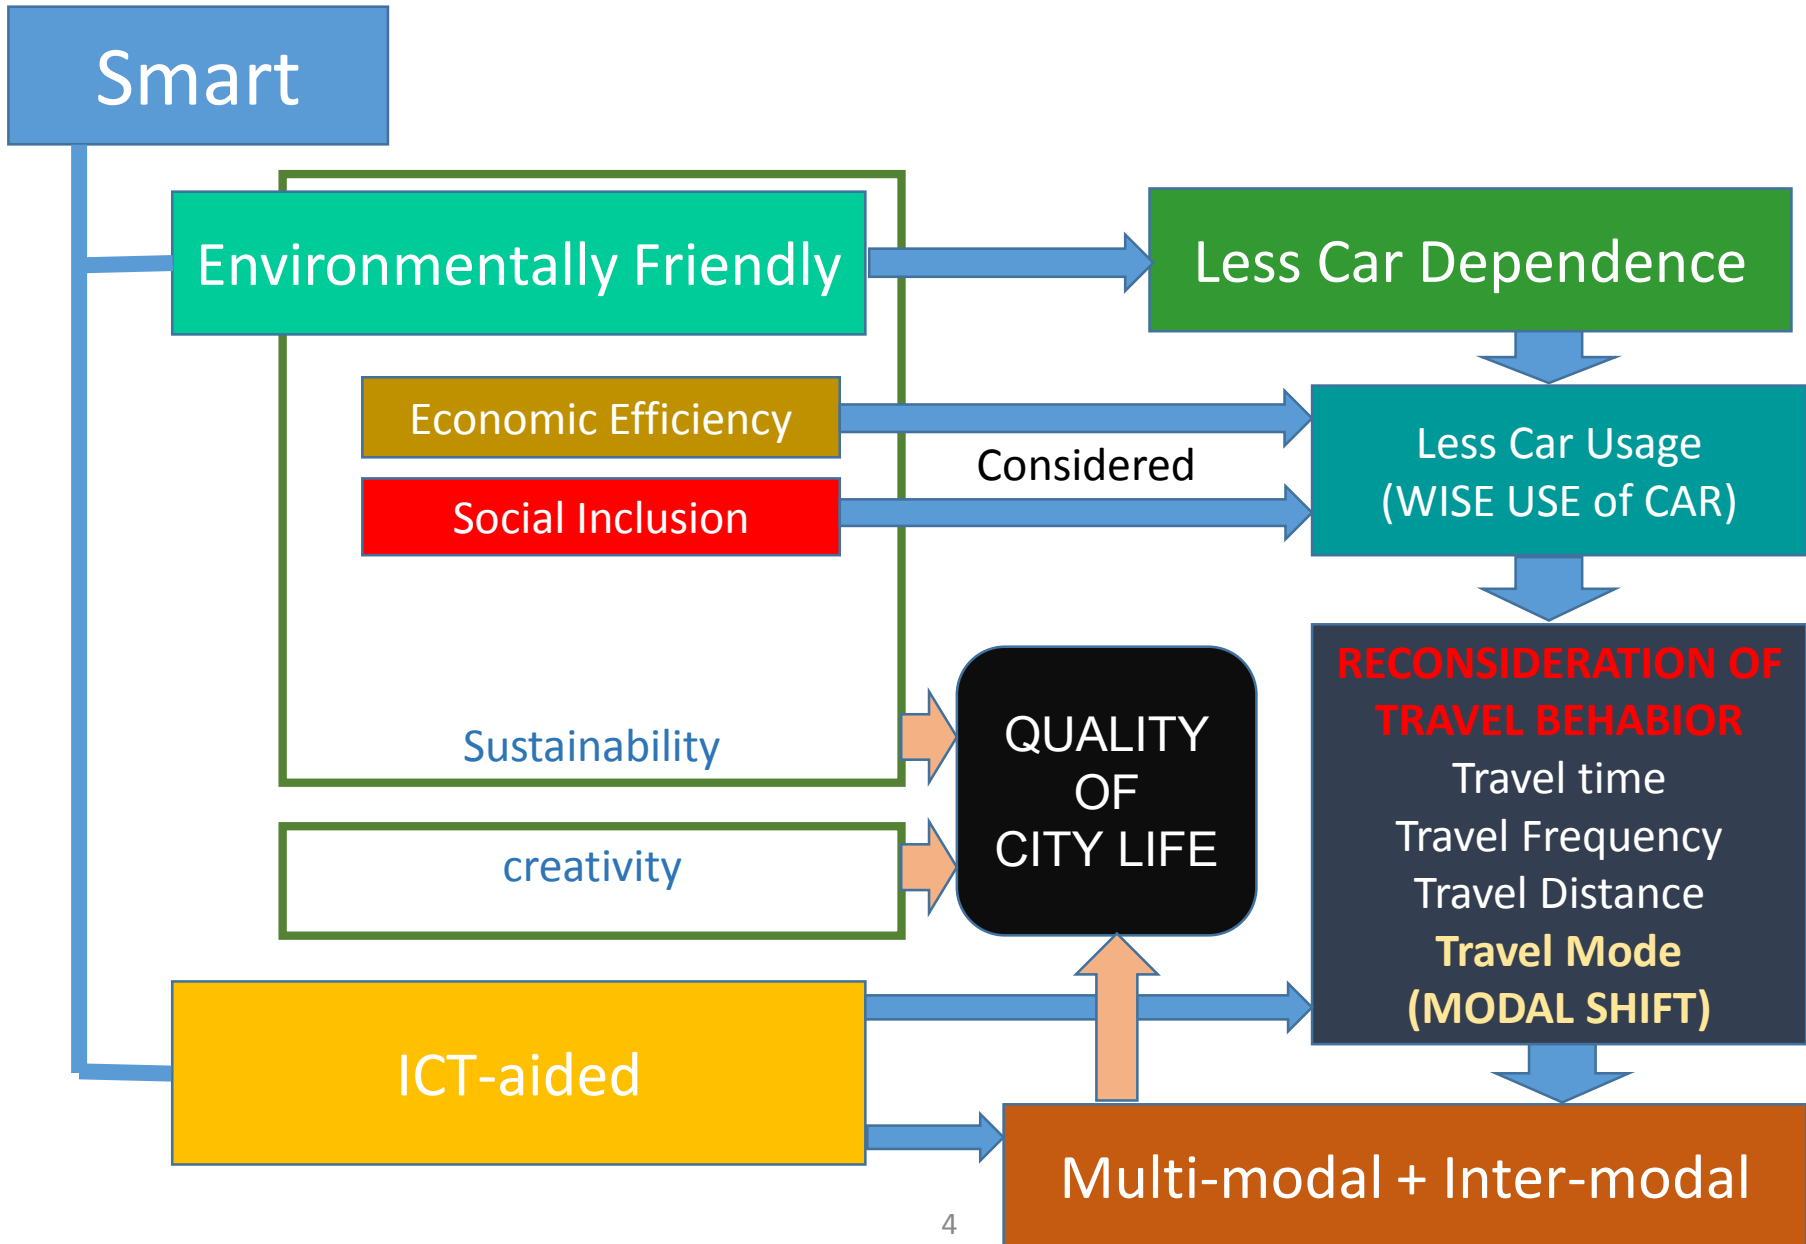 Smart
Environmentally Friendly
Less Car Dependence
Economic Efficiency
Considered
Social Inclusion
Less Car Usage
(WISE USE of CAR)
Sustainability
creativity
QUALITY
OF
CITY LIFE
RECONSIDERATION OF
TRAVEL BEHABIOR
Travel time
Travel Frequency
Travel Distance
Travel Mode
(MODAL SHIFT)
ICT-aided
Multi-modal + Inter-modal
4